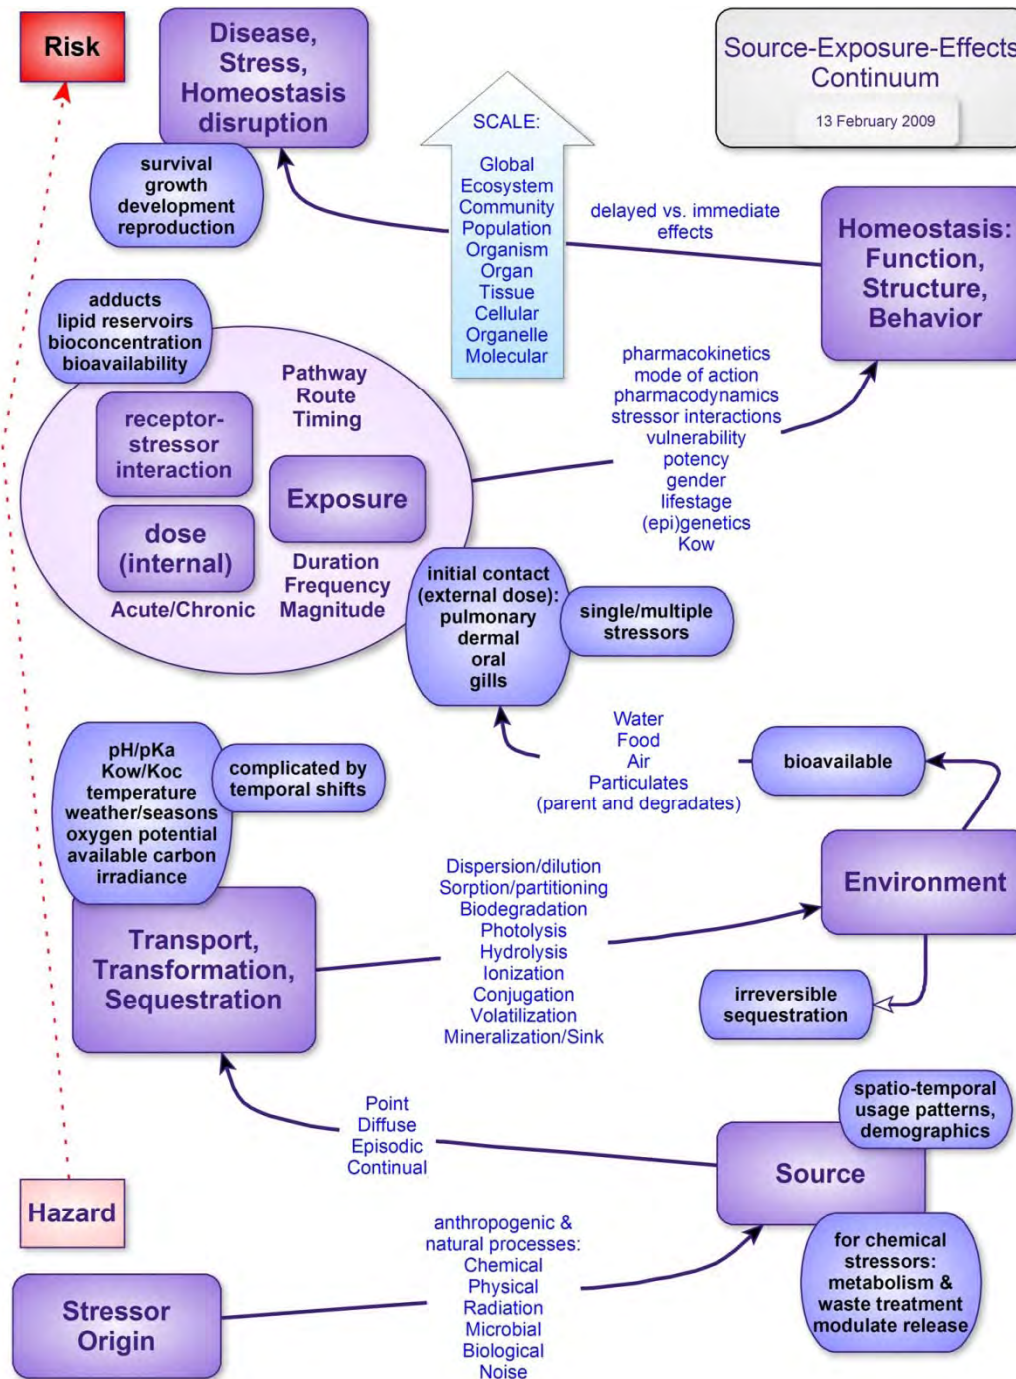 Risk
Disease,
Stress,
Homeostasis
disruption
survival
growth
development
reproduction
SCALE:
Global
Ecosystem
Community
Population
Organism
Organ
Tissue
Cellular
Organelle
Molecular
Source-Exposure-Effects
Continuum
13 February 2009
delayed vs. immediate
effects
Homeostasis:
Function,
Structure,
Behavior
adducts
lipid reservoirs
bioconcentration
bioavailability
Pathway
Route
Timing
receptor-
stressor
interaction
Exposure
dose
(internal)
Acute/Chronic
Duration
Frequency
Magnitude
pharmacokinetics
mode of action
pharmacodynamics
stressor interactions
vulnerability
potency
gender
lifestage
(epi)genetics
Kow
initial contact
(external dose):
pulmonary
dermal
oral
gills
single/multiple
stressors
Water
Food
Air
Particulates
(parent and degradates)
bioavailable
pH/pKa
Kow/Koc
temperature
weather/seasons
oxygen potential
available carbon
irradiance
complicated by
temporal shifts
Transport,
Transformation,
Sequestration
Dispersion/dilution
Sorption/partitioning
Biodegradation
Photolysis
Hydrolysis
Ionization
Conjugation
Volatilization
Mineralization/Sink
Environment
irreversible
sequestration
Point
Diffuse
Episodic
Continual
spatio-temporal
usage patterns,
demographics
Source
for chemical
stressors:
metabolism &
waste treatment
modulate release
Hazard
Stressor
Origin
anthropogenic &
natural processes:
Chemical
Physical
Radiation
Microbial
Biological
Noise